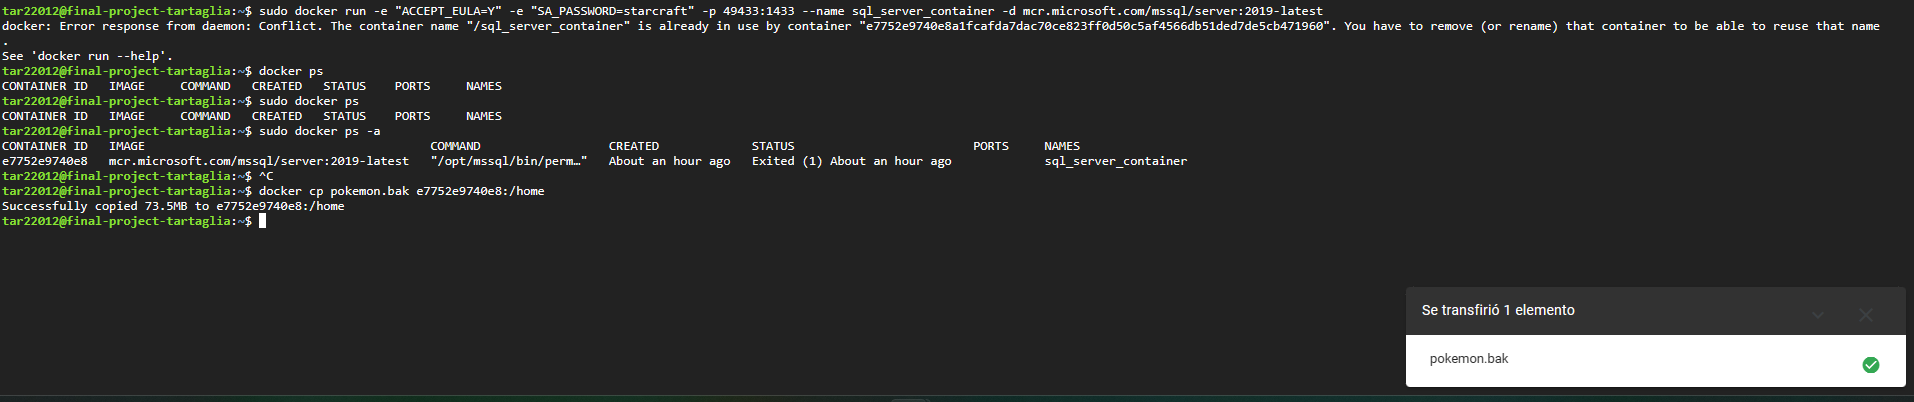 tar22012@final-project-tartaglia:~$ sudo docker run -e "ACCEPT_EULA=Y" -e "SA_PASSWORD=starcraft" -p 49433:1433 --name sql_server_container -d mcr.microsoft.com/mssql/server:2019-latest
docker: Error response from daemon: Conflict. The container name "/sql_server_container" is already in use by container "e7752e9740e8a1fcafda7dac70ce823ff0d50c5af4566db51ded7de5cb471960". You have to remove (or rename) that container to be able to reuse that name
.
See 'docker run --help'.
tar22012@final-project-tartaglia:~$ docker ps
CONTAINER ID   IMAGE     COMMAND   CREATED   STATUS    PORTS     NAMES
tar22012@final-project-tartaglia:~$ sudo docker ps
CONTAINER ID   IMAGE     COMMAND   CREATED   STATUS    PORTS     NAMES
tar22012@final-project-tartaglia:~$ sudo docker ps -a
CONTAINER ID   IMAGE                                        COMMAND                  CREATED             STATUS                         PORTS     NAMES
e7752e9740e8   mcr.microsoft.com/mssql/server:2019-latest   "/opt/mssql/bin/perm…"   About an hour ago   Exited (1) About an hour ago             sql_server_container
tar22012@final-project-tartaglia:~$ ^C
tar22012@final-project-tartaglia:~$ docker cp pokemon.bak e7752e9740e8:/home
Successfully copied 73.5MB to e7752e9740e8:/home
tar22012@final-project-tartaglia:~$
Se transfirió 1 elemento
pokemon.bak